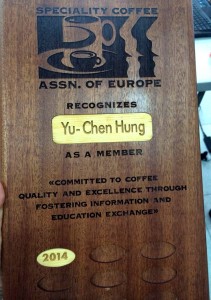 SPECIALITY COFFEE
ASSN. OF EUROPE
RECOGNIZES
Yu-Chen Hung
AS A MEMBER
«COMMITTED TO COFFEE
QUALITY AND EXCELLENCE THROUGH
FOSTERING INFORMATION AND
EDUCATION EXCHANGE»
2014